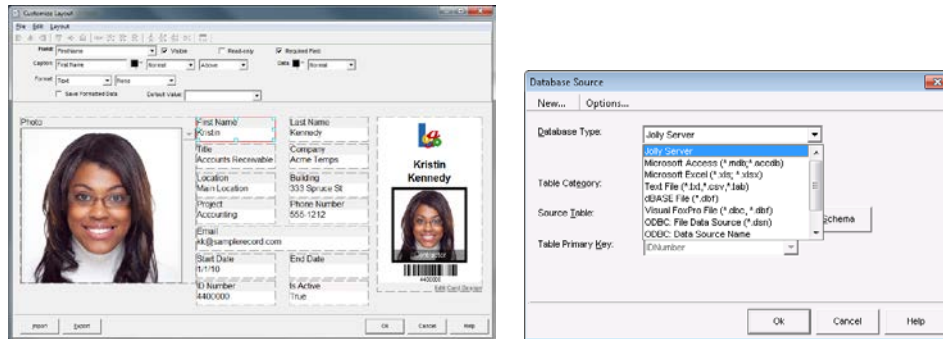 Customize Layout
File Edit Layout
Field: FirstName Visible Read-only Required Field
Caption: First Name Normal Above Data Normal
Format: Text None
Save Formatted Data Default Value:
Photo
First Name
Kristin
Last Name
Kennedy
Title
Accounts Receivable
Company
Acme Temps
Location
Main Location
Building
333 Spruce St
Project
Accounting
Phone Number
555-1212
Email
kk@samplerecord.com
Start Date
1/1/10
End Date
ID Number
4400000
Is Active
True
Kristin
Kennedy
Contractor
4400000
Edit Card Design
Import Export
Ok Cancel Help
Database Source
New... Options...
Database Type: Jolly Server
Jolly Server
Microsoft Access (*.mdb;*.accdb)
Microsoft Excel (*.xls; *.xlsx)
Text File (*.txt,*.csv,*.tab)
dBASE File (*.dbf)
Visual FoxPro File (*.dbc, *.dbf)
ODBC: File Data Source (*.dsn)
ODBC: Data Source Name
Table Category:
Source Table:
Schema
Table Primary Key: IDNumber
Ok Cancel Help